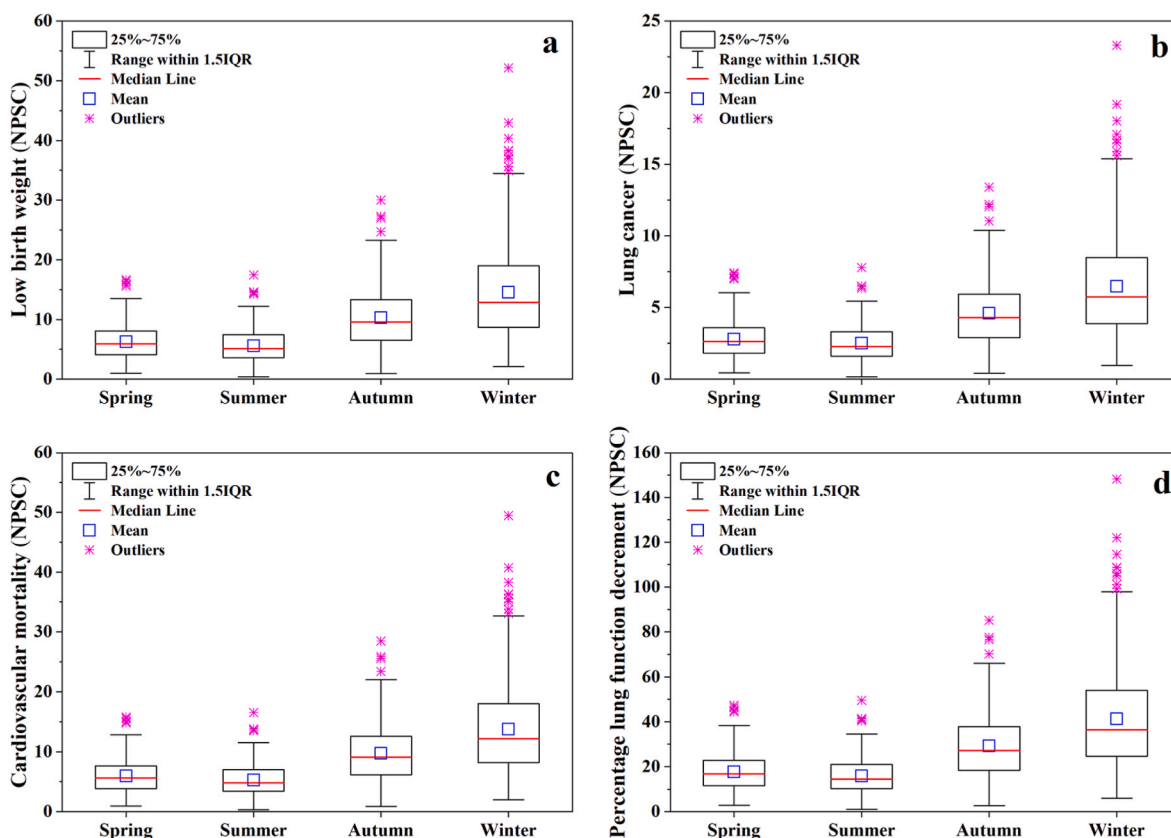 a
Low birth weight (NPSC)
60
50
40
30
20
10
0
25%~75%
Range within 1.5IQR
Median Line
Mean
Outliers
Spring Summer Autumn Winter
b
Lung cancer (NPSC)
25
20
15
10
5
0
25%~75%
Range within 1.5IQR
Median Line
Mean
Outliers
Spring Summer Autumn Winter
c
Cardiovascular mortality (NPSC)
60
50
40
30
20
10
0
25%~75%
Range within 1.5IQR
Median Line
Mean
Outliers
Spring Summer Autumn Winter
d
Percentage lung function decrement (NPSC)
160
140
120
100
80
60
40
20
0
25%~75%
Range within 1.5IQR
Median Line
Mean
Outliers
Spring Summer Autumn Winter